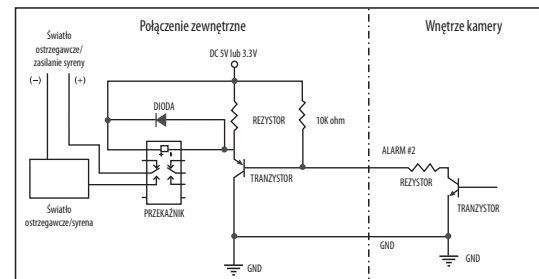 Połączenie zewnętrzne
Wnętrze kamery
Światło
ostrzegawcze/
zasilanie syreny
(−) (+)
DC 5V lub 3.3V
DIODA
REZYSTOR
10K ohm
ALARM #2
REZYSTOR
TRANZYSTOR
TRANZYSTOR
PRZEKAŹNIK
Światło
ostrzegawcze/syrena
GND
GND
GND